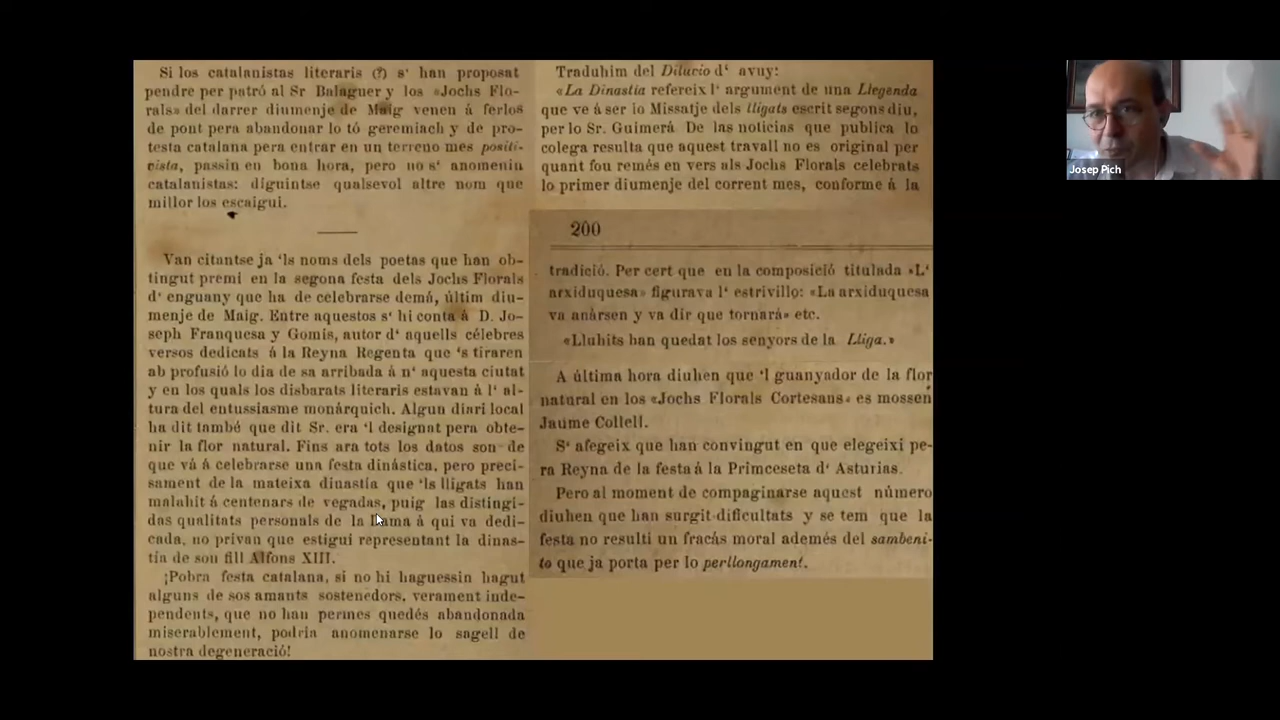 Si los catalanistas literaris (?) s‘ han proposat
pendre per patró al Sr Balaguer y los «Jochs Flo-
rals» del darrer diumenje de Maig venen á ferlos
de pont pera abandonar lo tó geremiach y de pro-
testa catalana pera entrar en un terreno mes positi-
vista, passin en bona hora, pero no s‘ anomenin
catalanistas: diguintse qualsevol altre nom que
millor los escaigui.
Van citantse ja ‘ls noms dels poetas que han ob-
tingut premi en la segona festa dels Jochs Florals
d‘ enguany que ha de celebrarse demá, últim diu-
menje de Maig. Entre aquestos s‘ hi conta á D. Jo-
seph Franquesa y Gomis, autor d‘ aquells célebres
versos dedicats á la Reyna Regenta que ‘s tiraren
ab profusió lo dia de sa arribada á n‘ aquesta ciutat
y en los quals los disbarats literaris estavan á l‘ al-
tura del entussiasme monárquich. Algun diari local
ha dit també que dit Sr. era ‘l designat pera obte-
nir la flor natural. Fins ara tots los datos son de
que vá á celebrarse una festa dinástica, pero preci-
sament de la mateixa dinastía que ‘ls lligats han
malahit á centenars de vegadas, puig las distingi-
das qualitats personals de la Dama á qui va dedi-
cada, no privan que estigui representant la dinas-
tía de son fill Alfons XIII.
¡Pobra festa catalana, si no hi haguessin hagut
alguns de sos amants sostenedors, verament inde-
pendents, que no han permes quedés abandonada
miserablement, podria anomenarse lo sagell de
nostra degeneració!
Traduhim del Diluvio d‘ avuy:
«La Dinastia refereix l‘ argument de una Llegenda
que ve á ser lo Missatje dels lligats escrit segons diu,
per lo Sr. Guimerá De las noticias que publica lo
colega resulta que aquest travall no es original per
quant fou remés en vers als Jochs Florals celebrats
lo primer diumenje del corrent mes, conforme á la
200
tradició. Per cert que en la composició titulada «L‘
arxiduquesa» figurava l‘ estrivillo: «La arxiduquesa
va anársen y va dir que tornará» etc.
«Lluhits han quedat los senyors de la Lliga.»
A última hora diuhen que ‘l guanyador de la flor
natural en los «Jochs Florals Cortesans» es mossen
Jaume Collell.
S‘ afegeix que han convingut en que elegeixi pe-
ra Reyna de la festa á la Primceseta d‘ Asturias.
Pero al moment de compaginarse aquest número
diuhen que han surgit dificultats y se tem que la
festa no resulti un fracás moral además del sambeni-
to que ja porta per lo perllongament.
Josep Pich